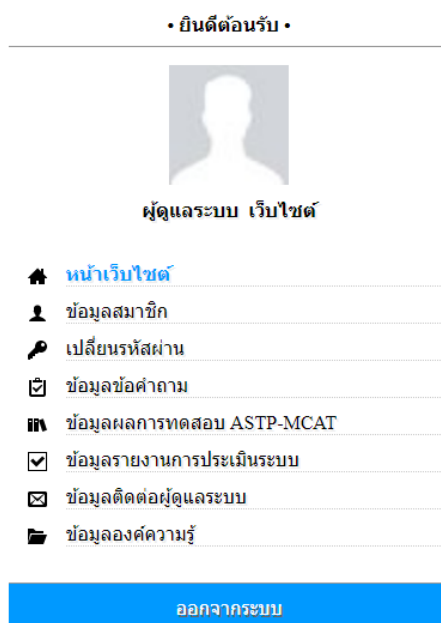 • ยินดีต้อนรับ •
ผู้ดูแลระบบ เว็บไซต์
หน้าเว็บไซต์
ข้อมูลสมาชิก
เปลี่ยนรหัสผ่าน
ข้อมูลข้อคำถาม
ข้อมูลผลการทดสอบ ASTP-MCAT
ข้อมูลรายงานการประเมินระบบ
ข้อมูลติดต่อผู้ดูแลระบบ
ข้อมูลองค์ความรู้
ออกจากระบบ